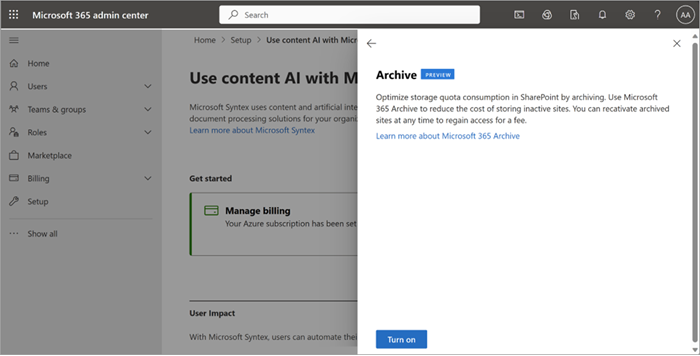 Microsoft 365 admin center
Search
AA
Home > Setup > Use content AI with Micr
Home
Users
Teams & groups
Roles
Marketplace
Billing
Setup
Show all
Use content AI with M
Microsoft Syntex uses content and artificial inte
document processing solutions for your organiz
Learn more about Microsoft Syntex
Get started
Manage billing
Your Azure subscription has been set
User impact
With Microsoft Syntex, users can automate thei
Archive PREVIEW
Optimize storage quota consumption in SharePoint by archiving. Use Microsoft
365 Archive to reduce the cost of storing inactive sites. You can recativate archived
sites at any time to regain access for a fee.
Learn more about Microsoft 365 Archive
Turn on